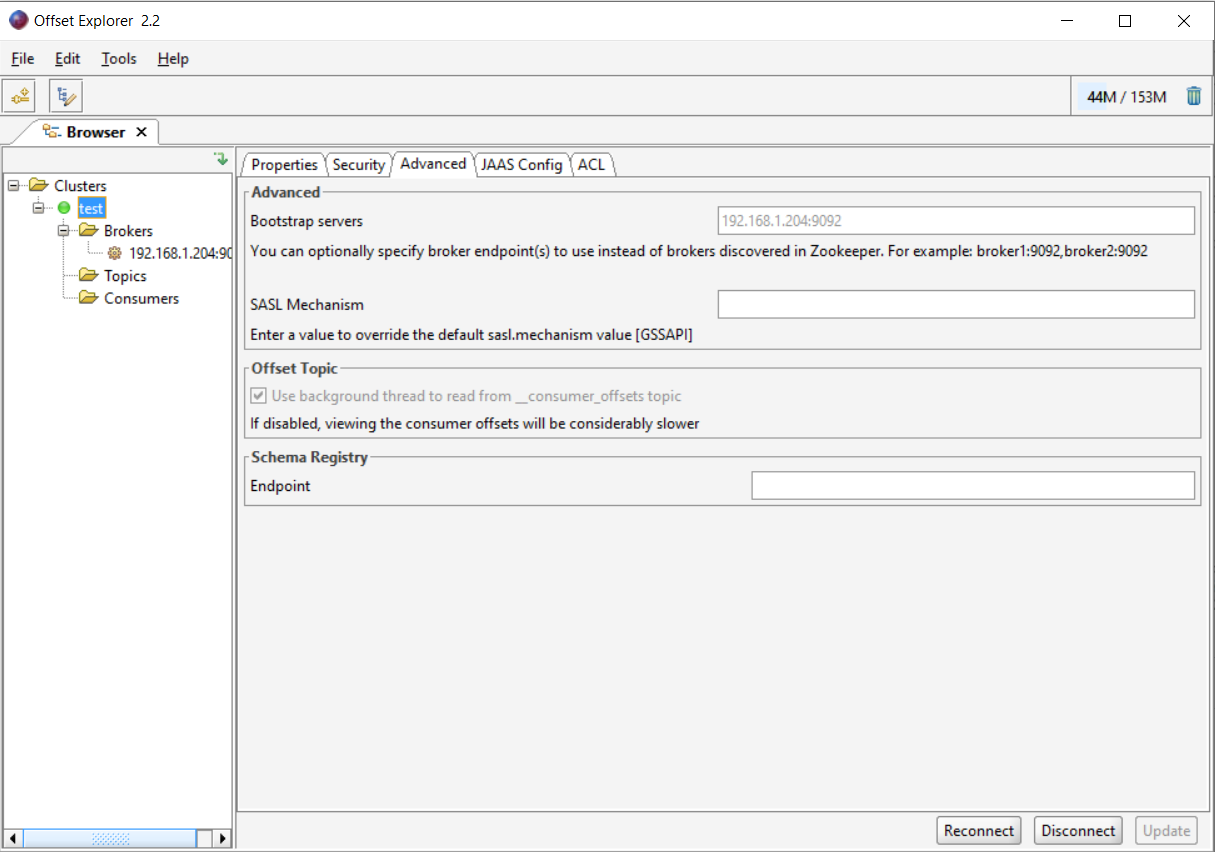 Offset Explorer 2.2
File Edit Tools Help
44M / 153M
Browser
Properties Security Advanced JAAS Config ACL
Clusters
test
Brokers
192.168.1.204:90
Topics
Consumers
Advanced
Bootstrap servers 192.168.1.204:9092
You can optionally specify broker endpoint(s) to use instead of brokers discovered in Zookeeper. For example: broker1:9092,broker2:9092
SASL Mechanism
Enter a value to override the default sasl.mechanism value [GSSAPI]
Offset Topic
Use background thread to read from __consumer_offsets topic
If disabled, viewing the consumer offsets will be considerably slower
Schema Registry
Endpoint
Reconnect Disconnect Update